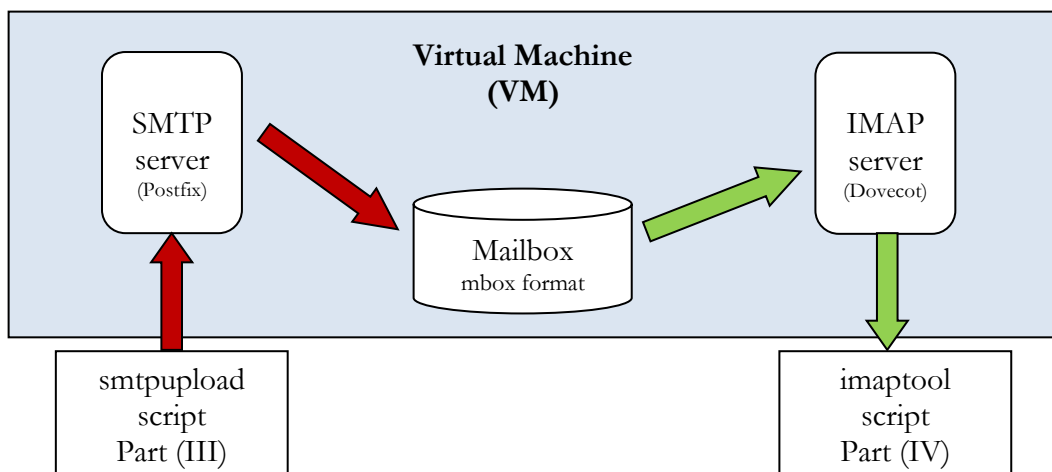 Virtual Machine
(VM)
SMTP
server
(Postfix)
Mailbox
mbox format
IMAP
server
(Dovecot)
smtpupload
script
Part (III)
imaptool
script
Part (IV)